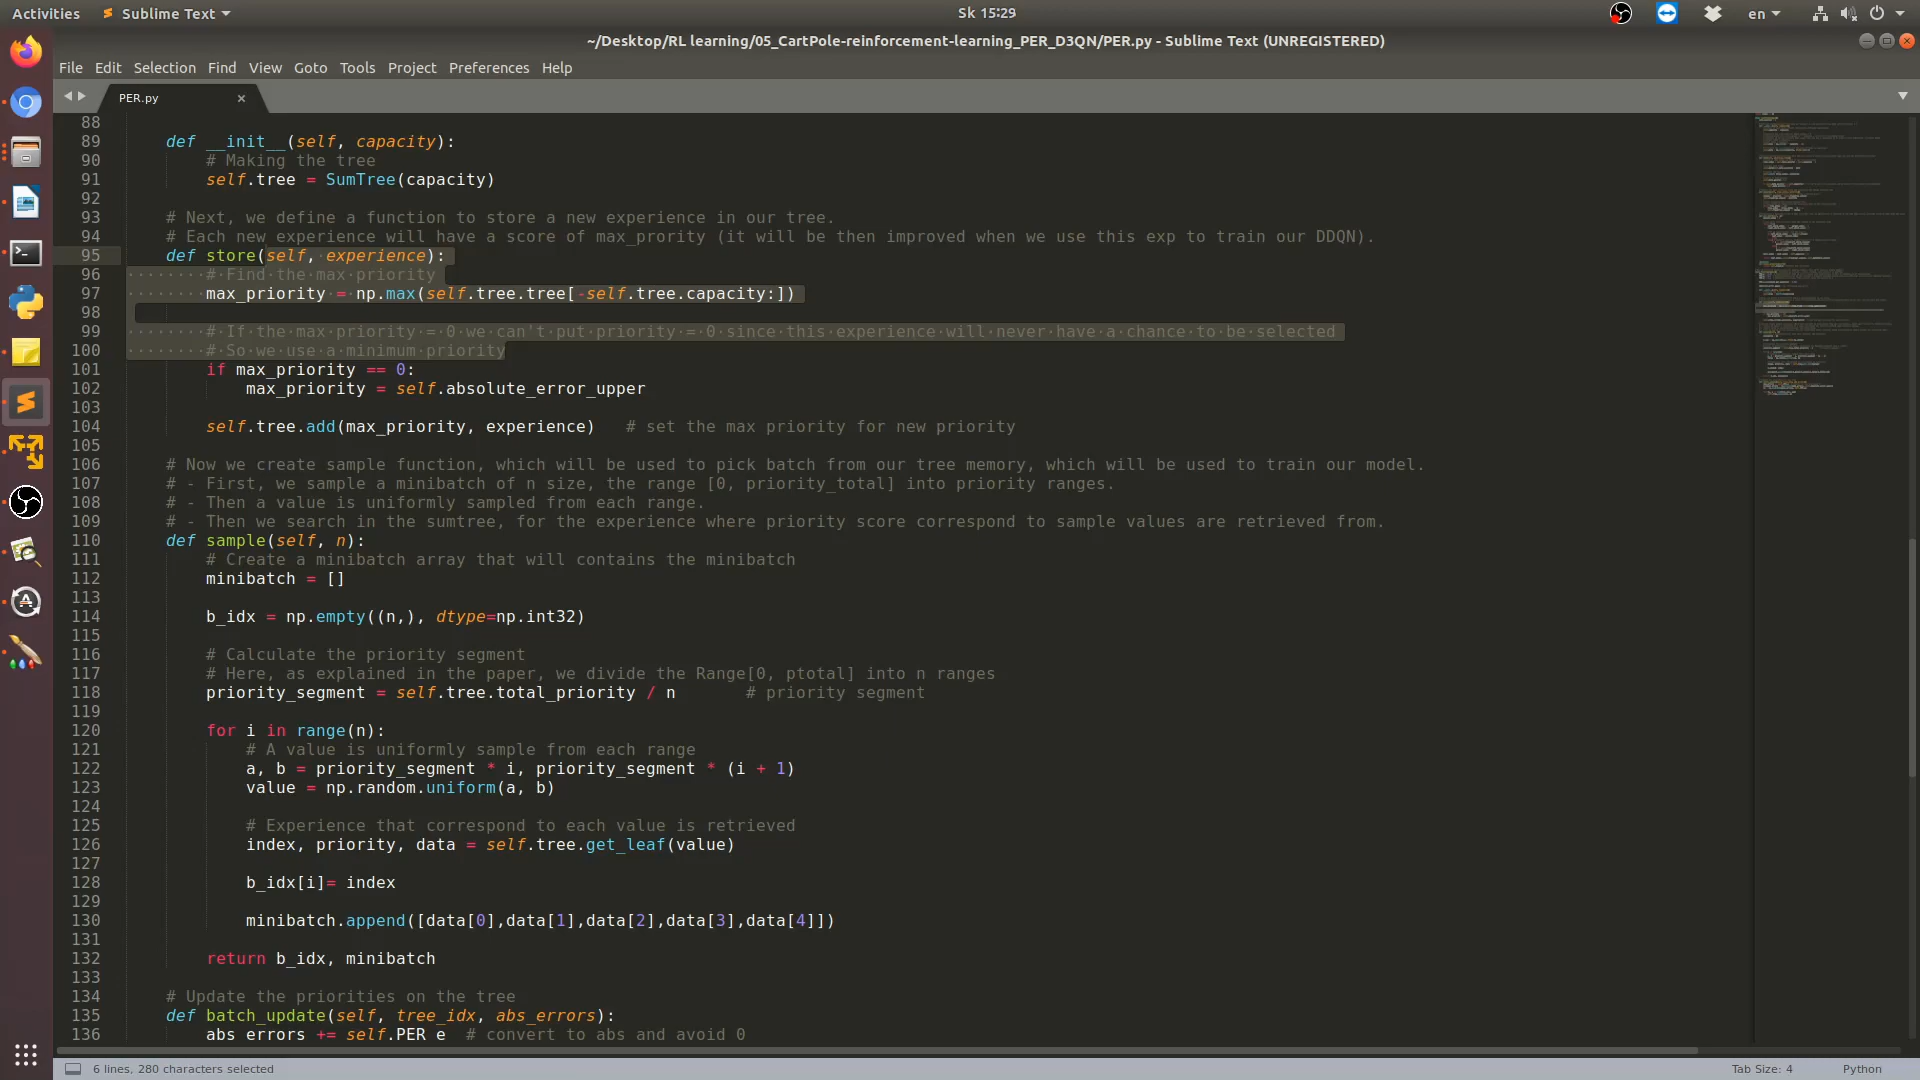 Activities
Sublime Text
Sk 15:29
en
~/Desktop/RL learning/05_CartPole-reinforcement-learning_PER_D3QN/PER.py - Sublime Text (UNREGISTERED)
File Edit Selection Find View Goto Tools Project Preferences Help
PER.py
88
89 def __init__(self, capacity):
90 # Making the tree
91 self.tree = SumTree(capacity)
92
93 # Next, we define a function to store a new experience in our tree.
94 # Each new experience will have a score of max_prority (it will be then improved when we use this exp to train our DDQN).
95 def store(self, experience):
96 # Find the max priority
97 max_priority = np.max(self.tree.tree[-self.tree.capacity:])
98
99 # If the max priority = 0 we can't put priority = 0 since this experience will never have a chance to be selected
100 # So we use a minimum priority
101 if max_priority == 0:
102 max_priority = self.absolute_error_upper
103
104 self.tree.add(max_priority, experience) # set the max priority for new priority
105
106 # Now we create sample function, which will be used to pick batch from our tree memory, which will be used to train our model.
107 # - First, we sample a minibatch of n size, the range [0, priority_total] into priority ranges.
108 # - Then a value is uniformly sampled from each range.
109 # - Then we search in the sumtree, for the experience where priority score correspond to sample values are retrieved from.
110 def sample(self, n):
111 # Create a minibatch array that will contains the minibatch
112 minibatch = []
113
114 b_idx = np.empty((n,), dtype=np.int32)
115
116 # Calculate the priority segment
117 # Here, as explained in the paper, we divide the Range[0, ptotal] into n ranges
118 priority_segment = self.tree.total_priority / n # priority segment
119
120 for i in range(n):
121 # A value is uniformly sample from each range
122 a, b = priority_segment * i, priority_segment * (i + 1)
123 value = np.random.uniform(a, b)
124
125 # Experience that correspond to each value is retrieved
126 index, priority, data = self.tree.get_leaf(value)
127
128 b_idx[i]= index
129
130 minibatch.append([data[0],data[1],data[2],data[3],data[4]])
131
132 return b_idx, minibatch
133
134 # Update the priorities on the tree
135 def batch_update(self, tree_idx, abs_errors):
136 abs errors += self.PER e # convert to abs and avoid 0
6 lines, 280 characters selected
Tab Size: 4
Python